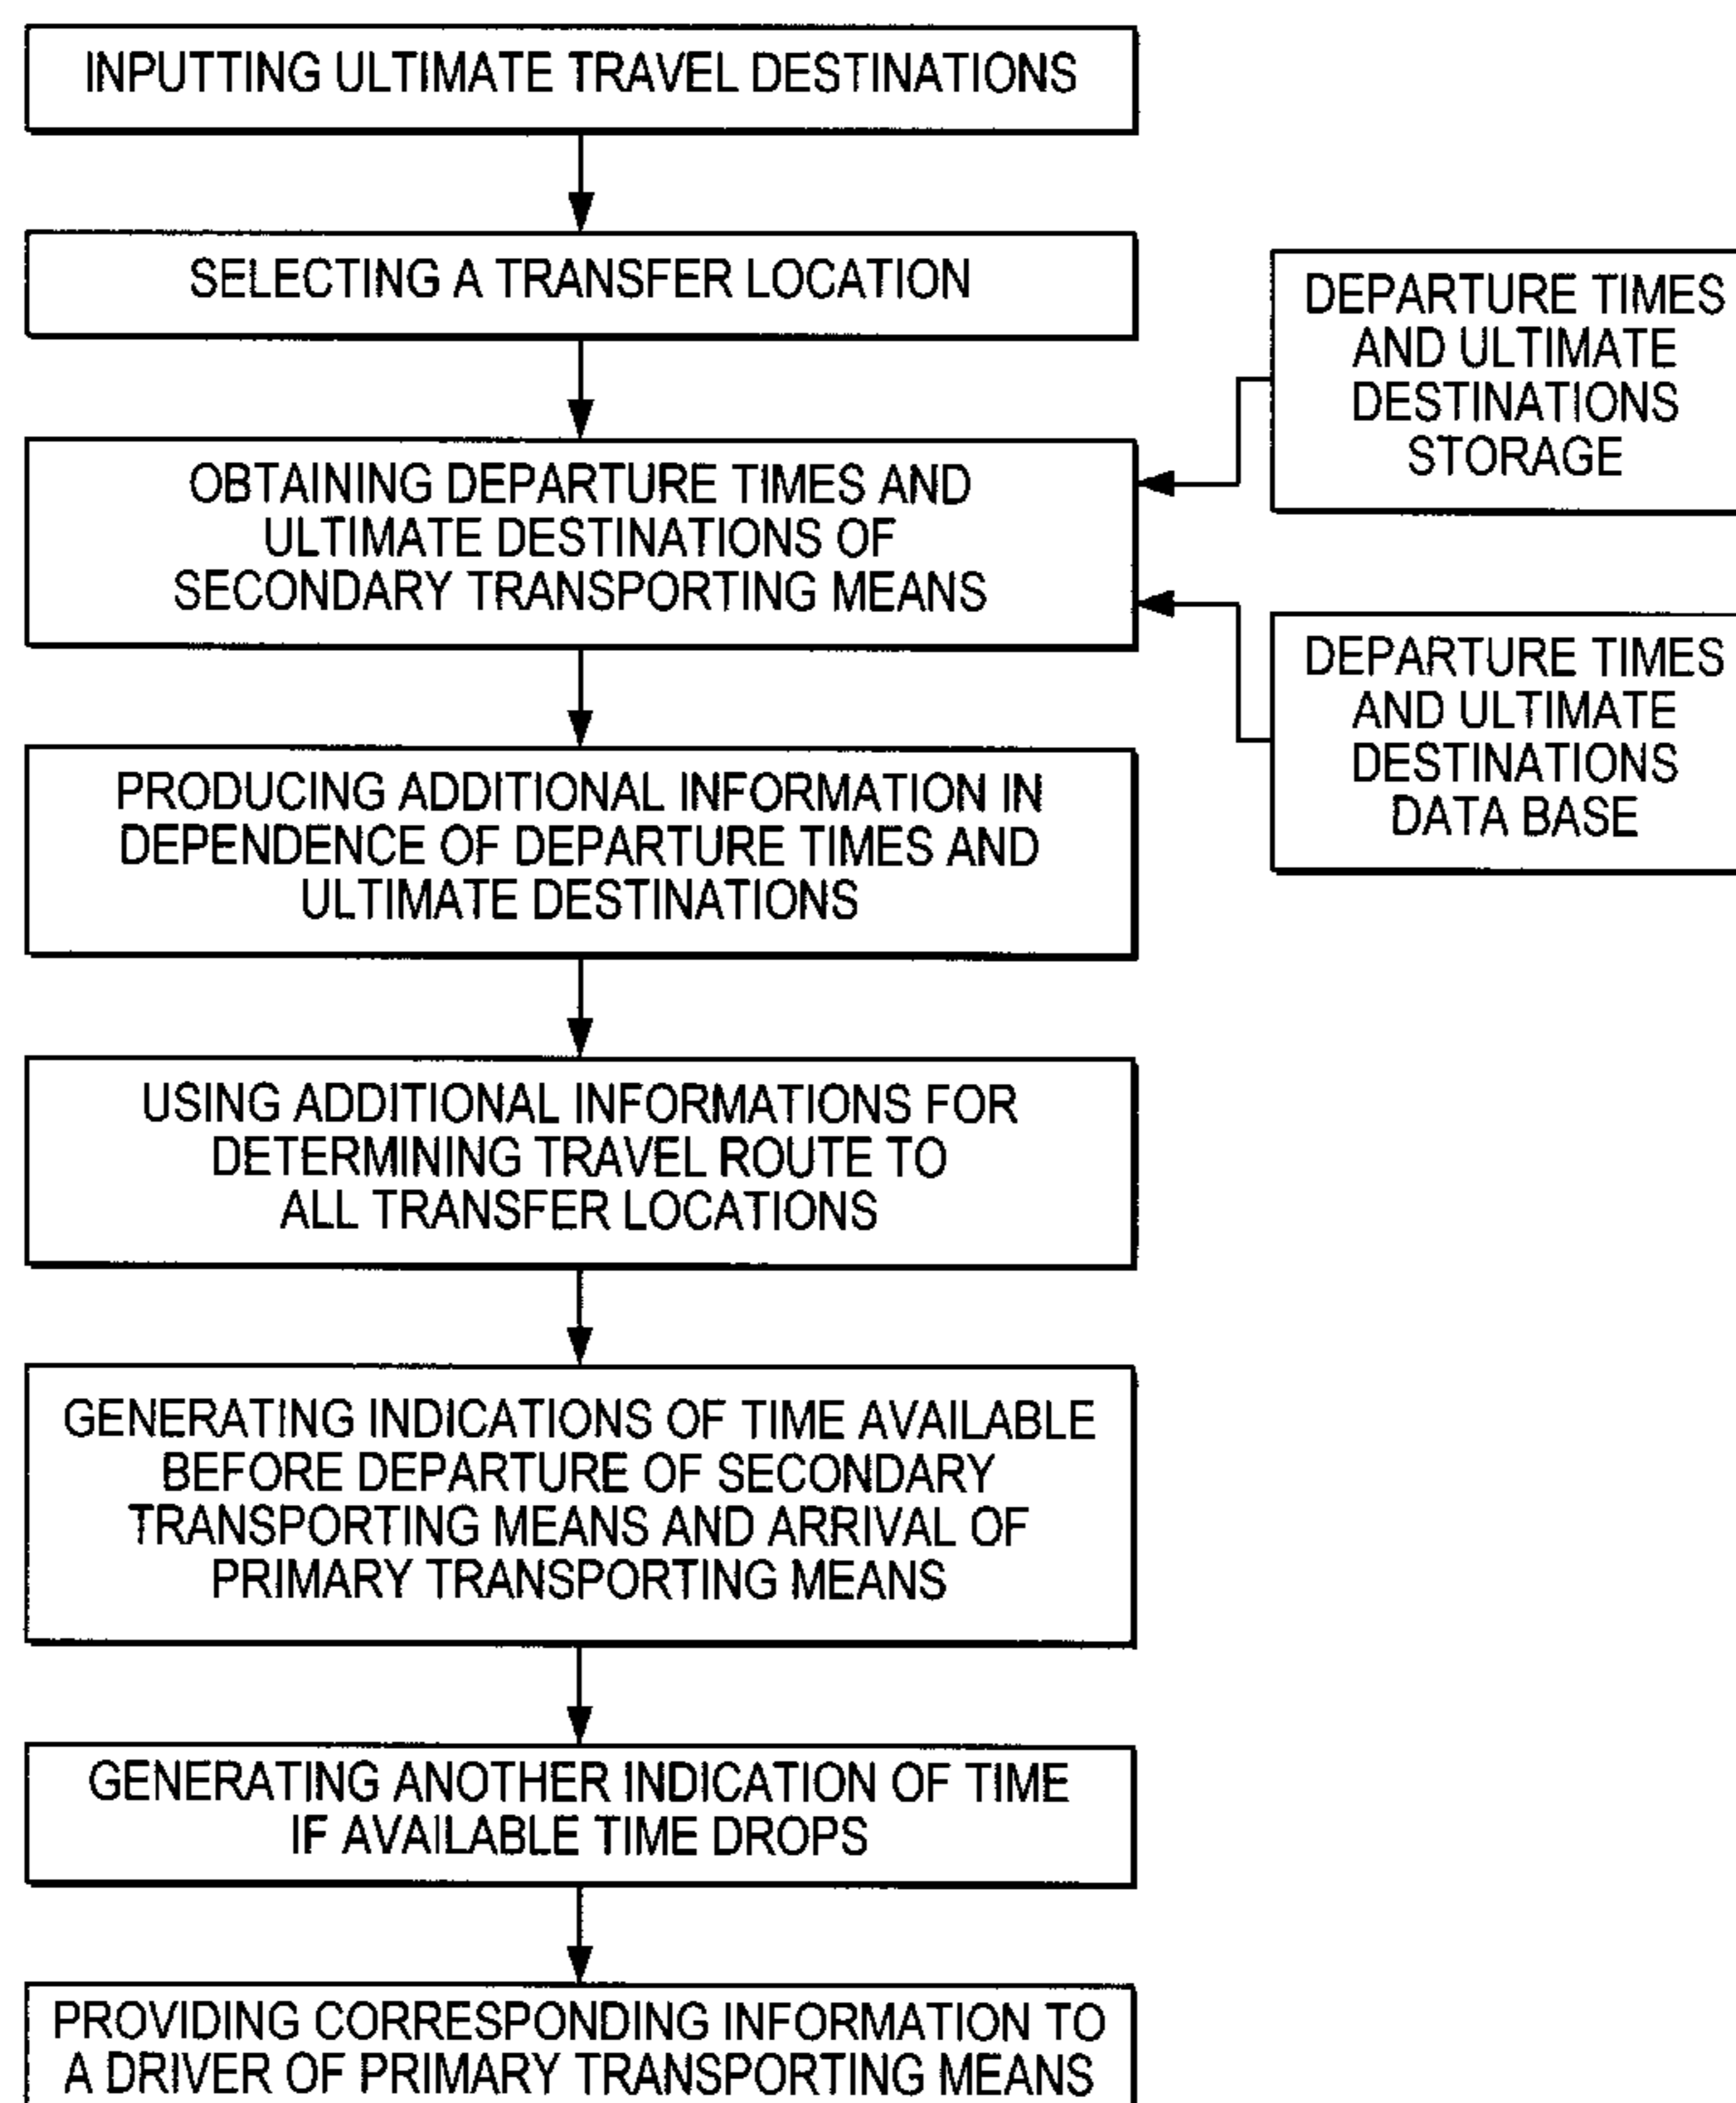 INPUTTING ULTIMATE TRAVEL DESTINATIONS
SELECTING A TRANSFER LOCATION
DEPARTURE TIMES
AND ULTIMATE
DESTINATIONS
STORAGE
OBTAINING DEPARTURE TIMES AND
ULTIMATE DESTINATIONS OF
SECONDARY TRANSPORTING MEANS
DEPARTURE TIMES
AND ULTIMATE
DESTINATIONS
DATA BASE
PRODUCING ADDITIONAL INFORMATION IN
DEPENDENCE OF DEPARTURE TIMES AND
ULTIMATE DESTINATIONS
USING ADDITIONAL INFORMATIONS FOR
DETERMINING TRAVEL ROUTE TO
ALL TRANSFER LOCATIONS
GENERATING INDICATIONS OF TIME AVAILABLE
BEFORE DEPARTURE OF SECONDARY
TRANSPORTING MEANS AND ARRIVAL OF
PRIMARY TRANSPORTING MEANS
GENERATING ANOTHER INDICATION OF TIME
IF AVAILABLE TIME DROPS
PROVIDING CORRESPONDING INFORMATION TO
A DRIVER OF PRIMARY TRANSPORTING MEANS